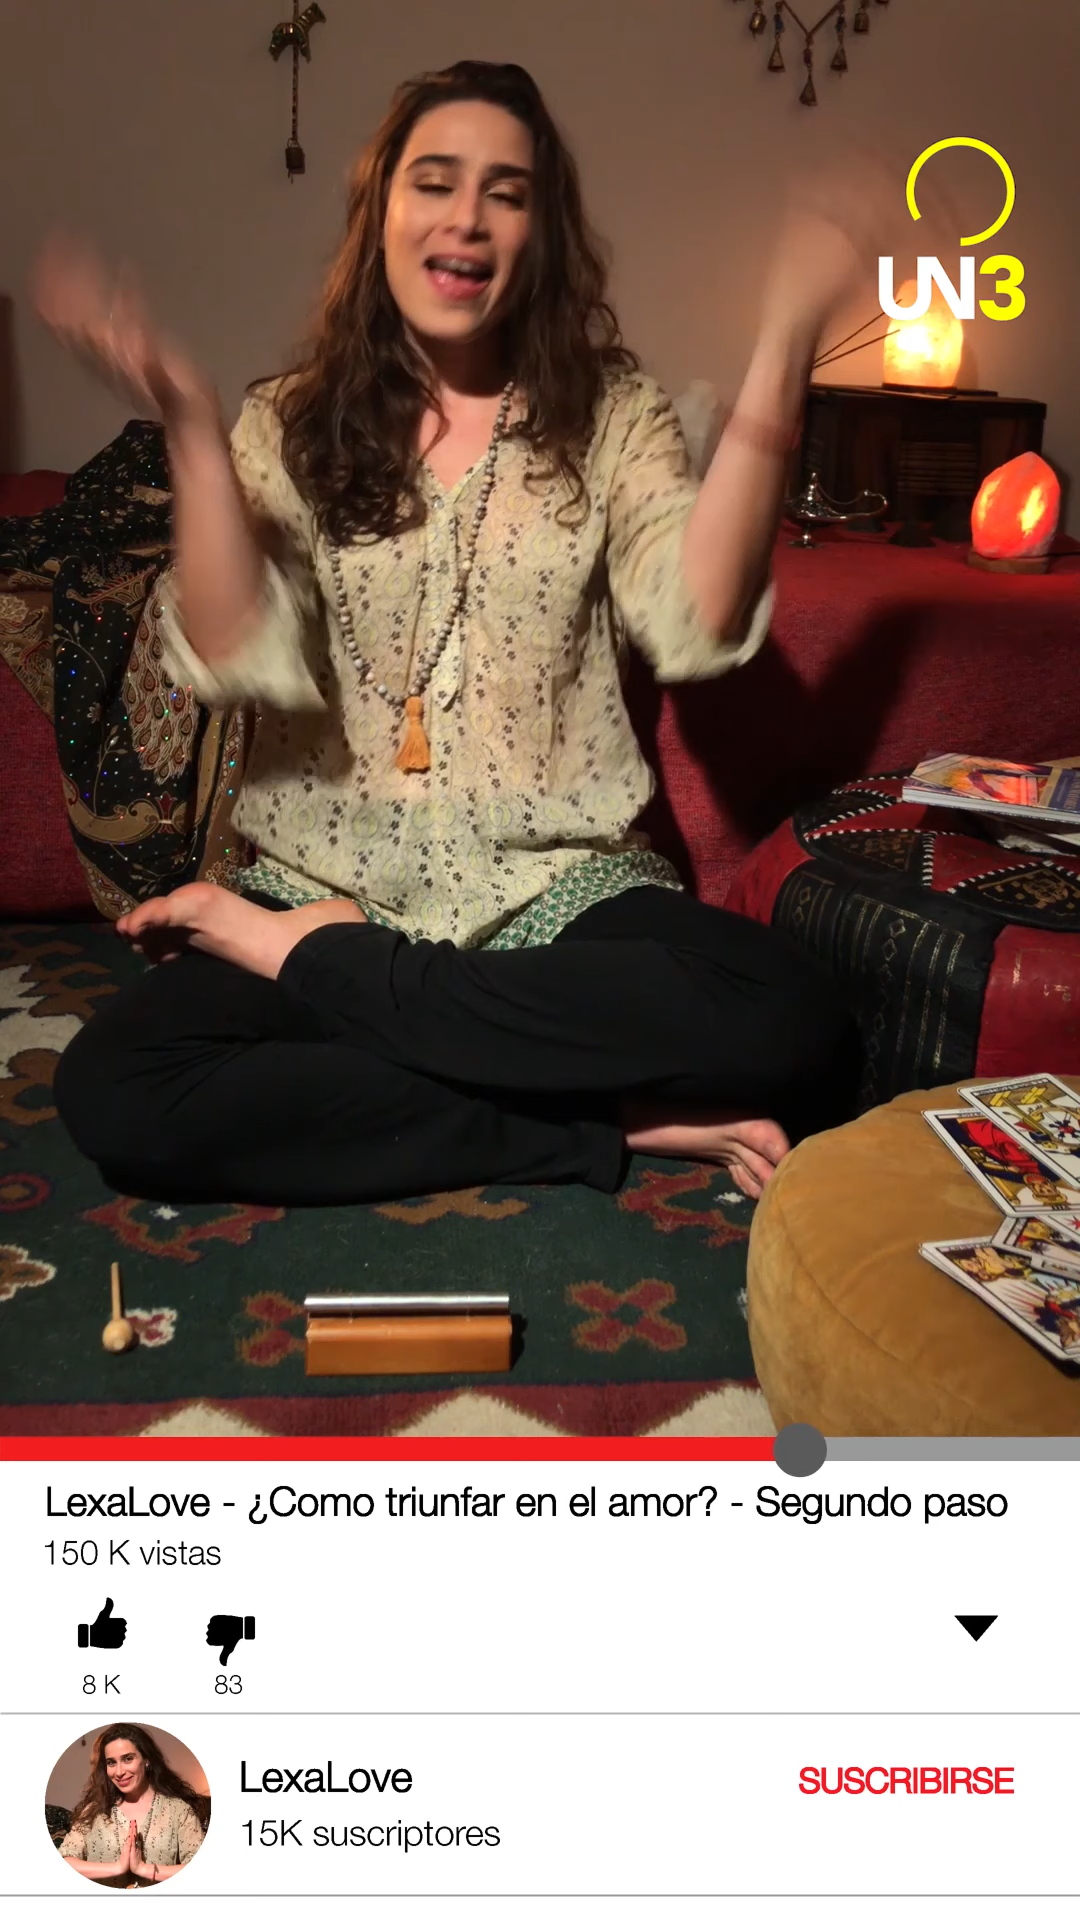 UN3
LexaLove - ¿Como triunfar en el amor? - Segundo paso
150 K vistas
8 K
83
LexaLove
SUSCRIBIRSE
15K suscriptores